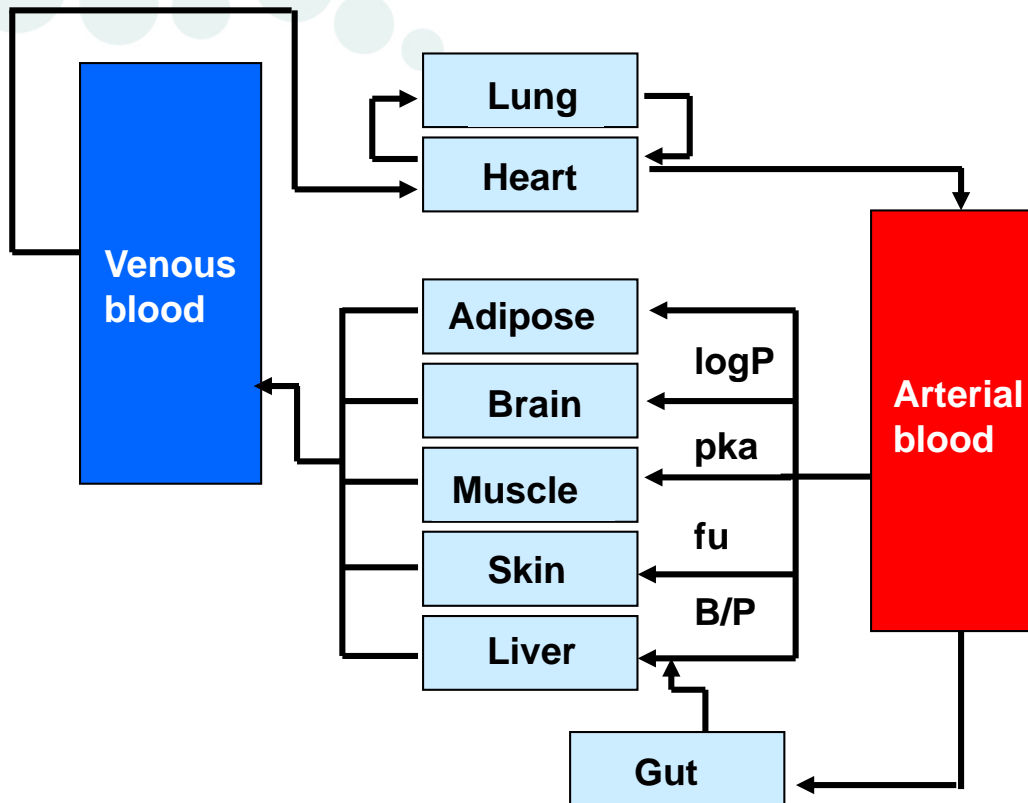 Lung
Heart
Venous
blood
Adipose
logP
Brain
Arterial
blood
pka
Muscle
fu
Skin
B/P
Liver
Gut